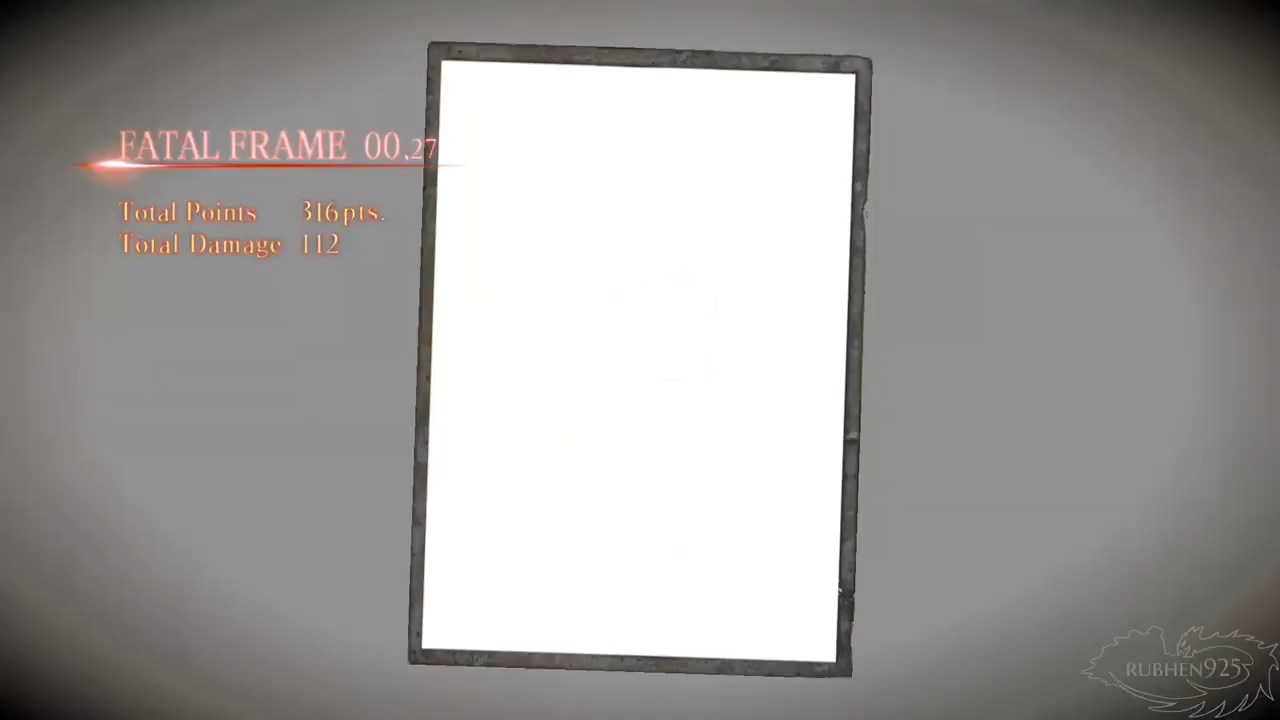 FATAL FRAME 00.27
Total Points 316pts.
Total Damage 112
RUBHEN925